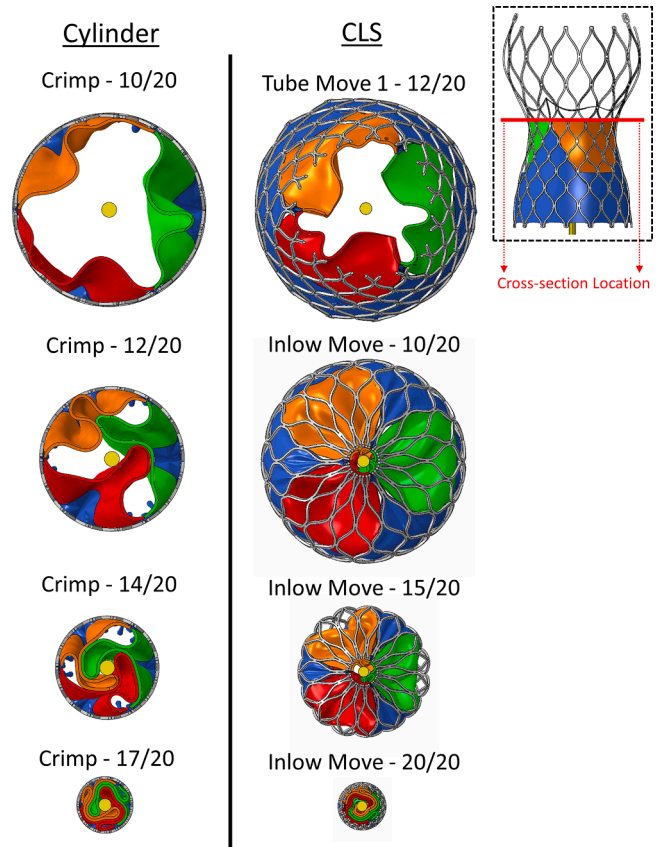 Cylinder
CLS
Crimp - 10/20
Tube Move 1 - 12/20
Cross-section Location
Crimp - 12/20
Inlow Move - 10/20
Crimp - 14/20
Inlow Move - 15/20
Crimp - 17/20
Inlow Move - 20/20